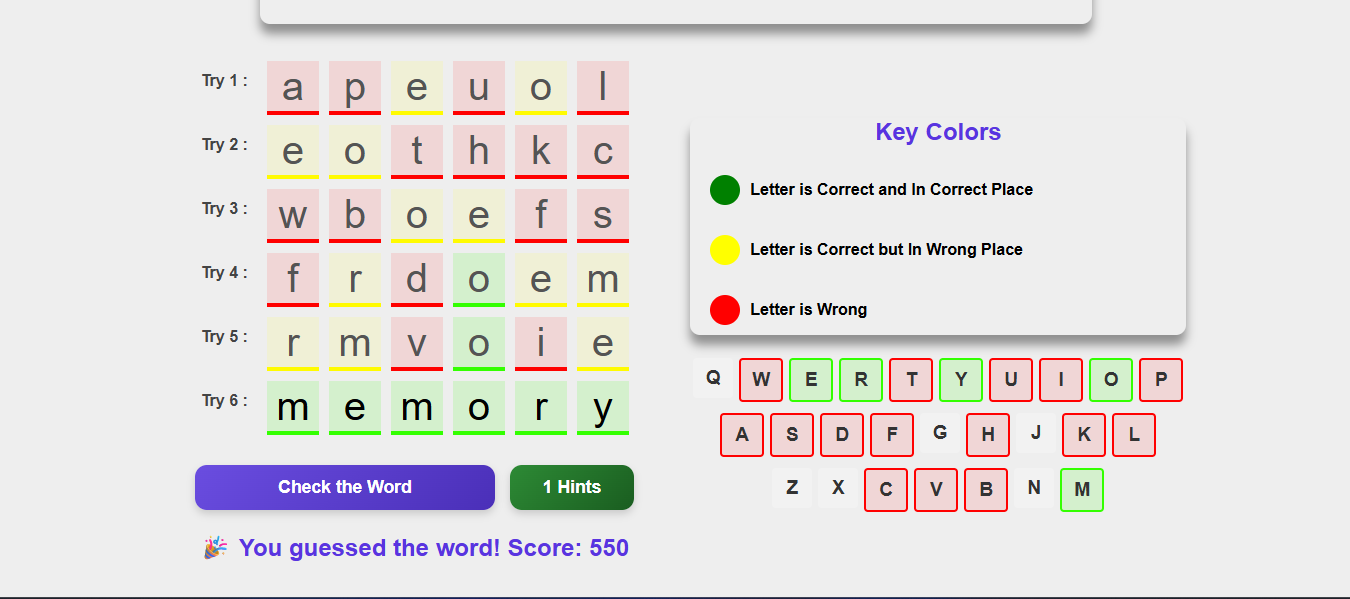 Try 1 : a p e u o l
Try 2 : e o t h k c
Try 3 : w b o e f s
Try 4 : f r d o e m
Try 5 : r m v o i e
Try 6 : m e m o r y
Check the Word
1 Hints
🎉 You guessed the word! Score: 550
Key Colors
Letter is Correct and In Correct Place
Letter is Correct but In Wrong Place
Letter is Wrong
Q W E R T Y U I O P
A S D F G H J K L
Z X C V B N M